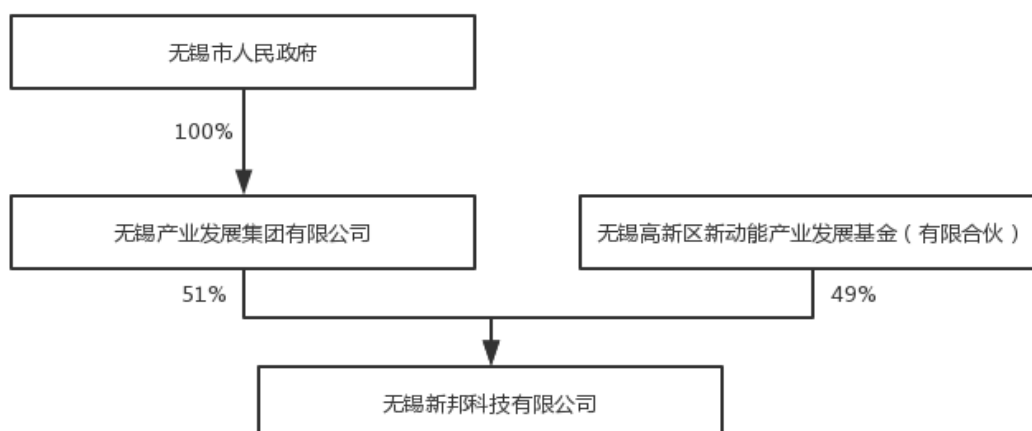 无锡市人民政府
100%
无锡产业发展集团有限公司
无锡高新区新动能产业发展基金（有限合伙）
51%
49%
无锡新邦科技有限公司